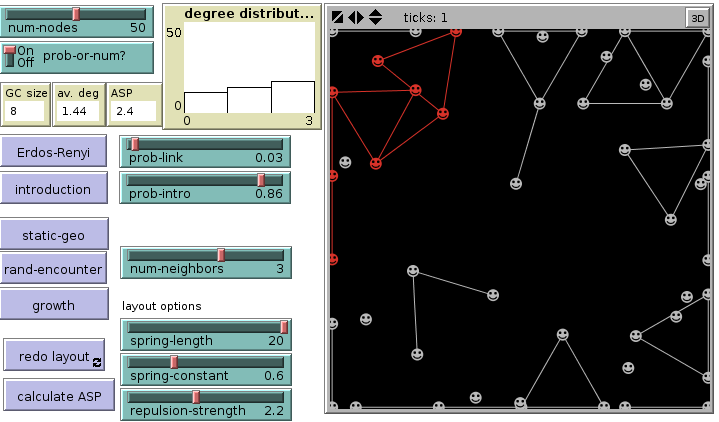 num-nodes 50
On
Off
prob-or-num?
GC size
8
av. deg
1.44
ASP
2.4
degree distribut...
50
0
0 3
ticks: 1
3D
Erdos-Renyi
prob-link 0.03
introduction
prob-intro 0.86
static-geo
rand-encounter
num-neighbors 3
growth
layout options
spring-length 20
redo layout
spring-constant 0.6
calculate ASP
repulsion-strength 2.2